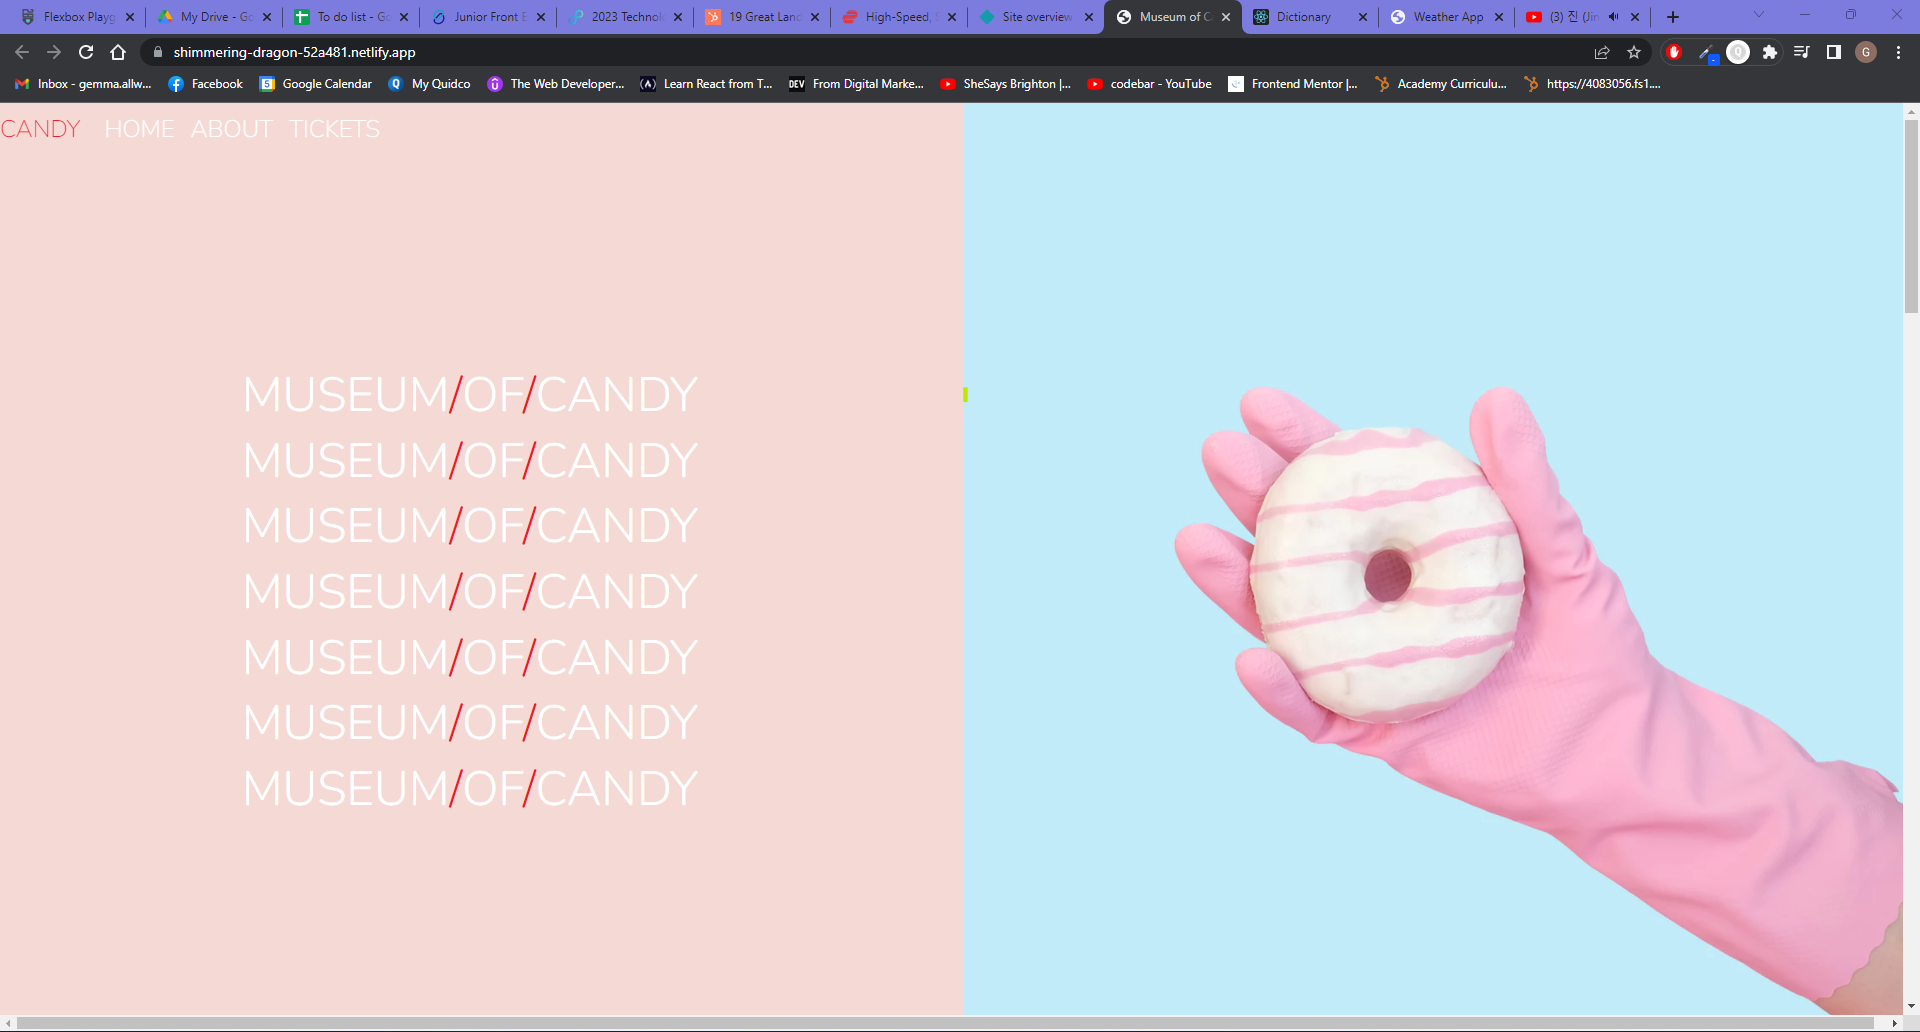 Flexbox Playg
My Drive - Go
To do list - Go
Junior Front E
2023 Technol
19 Great Land
High-Speed, S
Site overview
Museum of C
Dictionary
Weather App
(3) 진 (Jin
shimmering-dragon-52a481.netlify.app
G
Inbox - gemma.allw...
Facebook
Google Calendar
My Quidco
The Web Developer...
Learn React from T...
DEV From Digital Marke...
SheSays Brighton |...
codebar - YouTube
Frontend Mentor |...
Academy Curriculu...
https://4083056.fs1....
CANDY HOME ABOUT TICKETS
MUSEUM/OF/CANDY
MUSEUM/OF/CANDY
MUSEUM/OF/CANDY
MUSEUM/OF/CANDY
MUSEUM/OF/CANDY
MUSEUM/OF/CANDY
MUSEUM/OF/CANDY